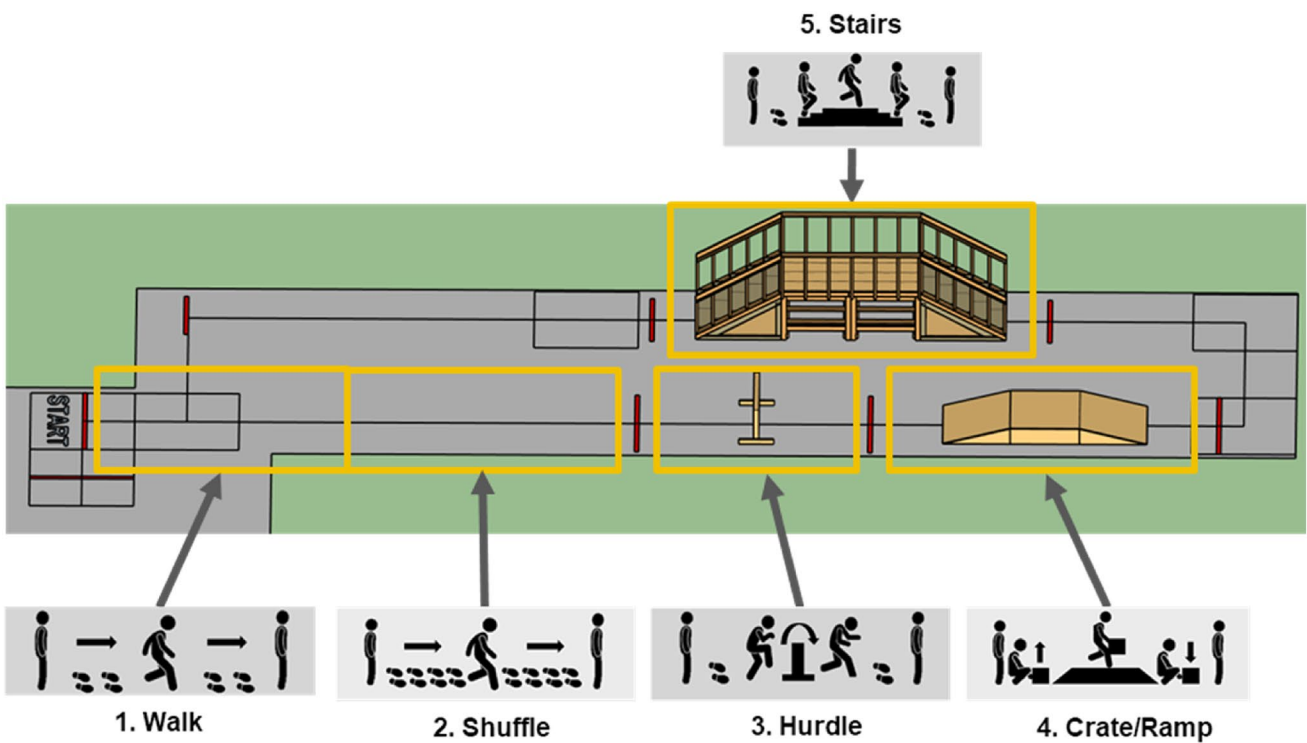 5. Stairs
START
1. Walk
2. Shuffle
3. Hurdle
4. Crate/Ramp